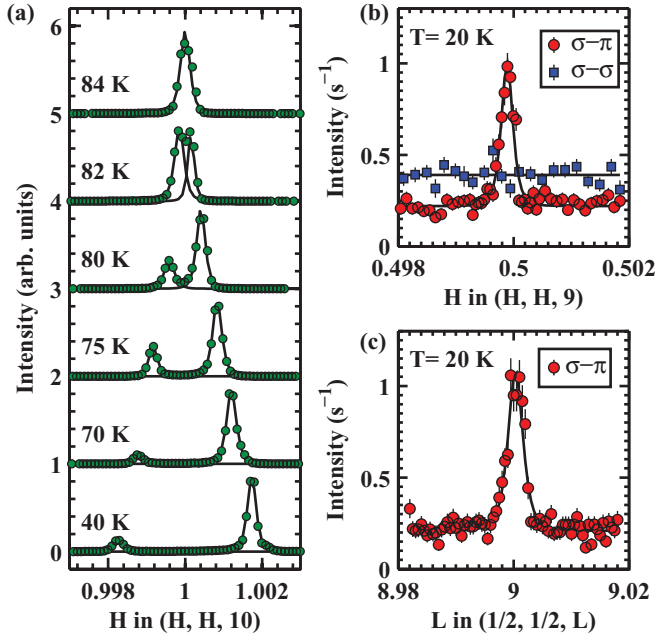 (a)
6
5
4
3
2
1
0
84 K
82 K
80 K
75 K
70 K
40 K
Intensity (arb. units)
0.998
1
1.002
H in (H, H, 10)
(b)
T= 20 K
σ−π
σ−σ
Intensity (s⁻¹)
1
0.5
0
0.498
0.5
0.502
H in (H, H, 9)
(c)
T= 20 K
σ−π
Intensity (s⁻¹)
1
0.5
0
8.98
9
9.02
L in (1/2, 1/2, L)